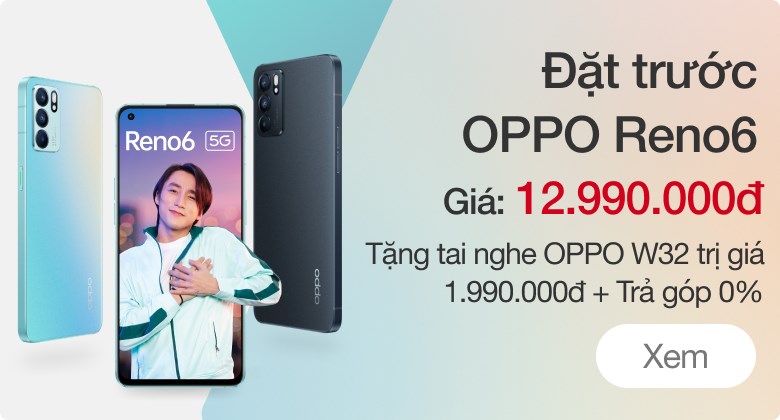 Đặt trước
OPPO Reno6
Giá: 12.990.000đ
Tặng tai nghe OPPO W32 trị giá
1.990.000đ + Trả góp 0%
Xem
Reno6 5G
oppo
oppo